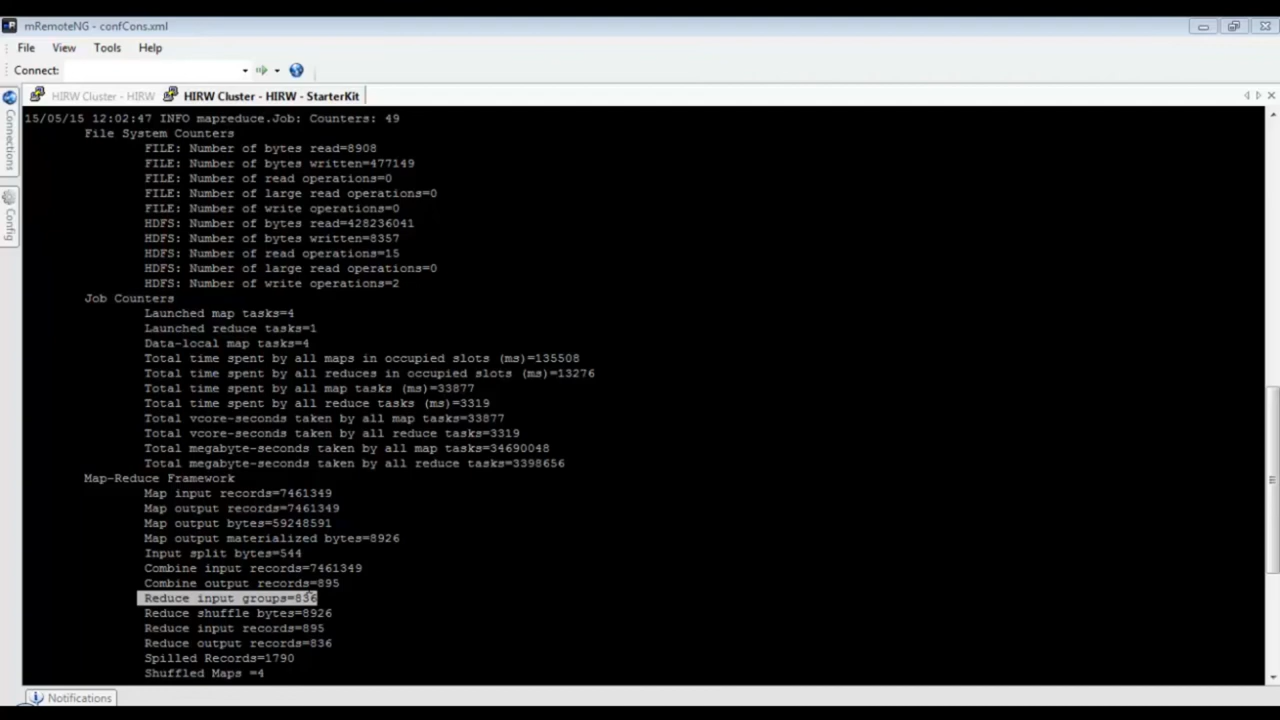 mRemoteNG - confCons.xml
File View Tools Help
Connect:
HIRW Cluster - HIRW HIRW Cluster - HIRW - StarterKit
Connections
Config
15/05/15 12:02:47 INFO mapreduce.Job: Counters: 49
File System Counters
FILE: Number of bytes read=8908
FILE: Number of bytes written=477149
FILE: Number of read operations=0
FILE: Number of large read operations=0
FILE: Number of write operations=0
HDFS: Number of bytes read=428236041
HDFS: Number of bytes written=8357
HDFS: Number of read operations=15
HDFS: Number of large read operations=0
HDFS: Number of write operations=2
Job Counters
Launched map tasks=4
Launched reduce tasks=1
Data-local map tasks=4
Total time spent by all maps in occupied slots (ms)=135508
Total time spent by all reduces in occupied slots (ms)=13276
Total time spent by all map tasks (ms)=33877
Total time spent by all reduce tasks (ms)=3319
Total vcore-seconds taken by all map tasks=33877
Total vcore-seconds taken by all reduce tasks=3319
Total megabyte-seconds taken by all map tasks=34690048
Total megabyte-seconds taken by all reduce tasks=3398656
Map-Reduce Framework
Map input records=7461349
Map output records=7461349
Map output bytes=59248591
Map output materialized bytes=8926
Input split bytes=544
Combine input records=7461349
Combine output records=895
Reduce input groups=836
Reduce shuffle bytes=8926
Reduce input records=895
Reduce output records=836
Spilled Records=1790
Shuffled Maps =4
Notifications